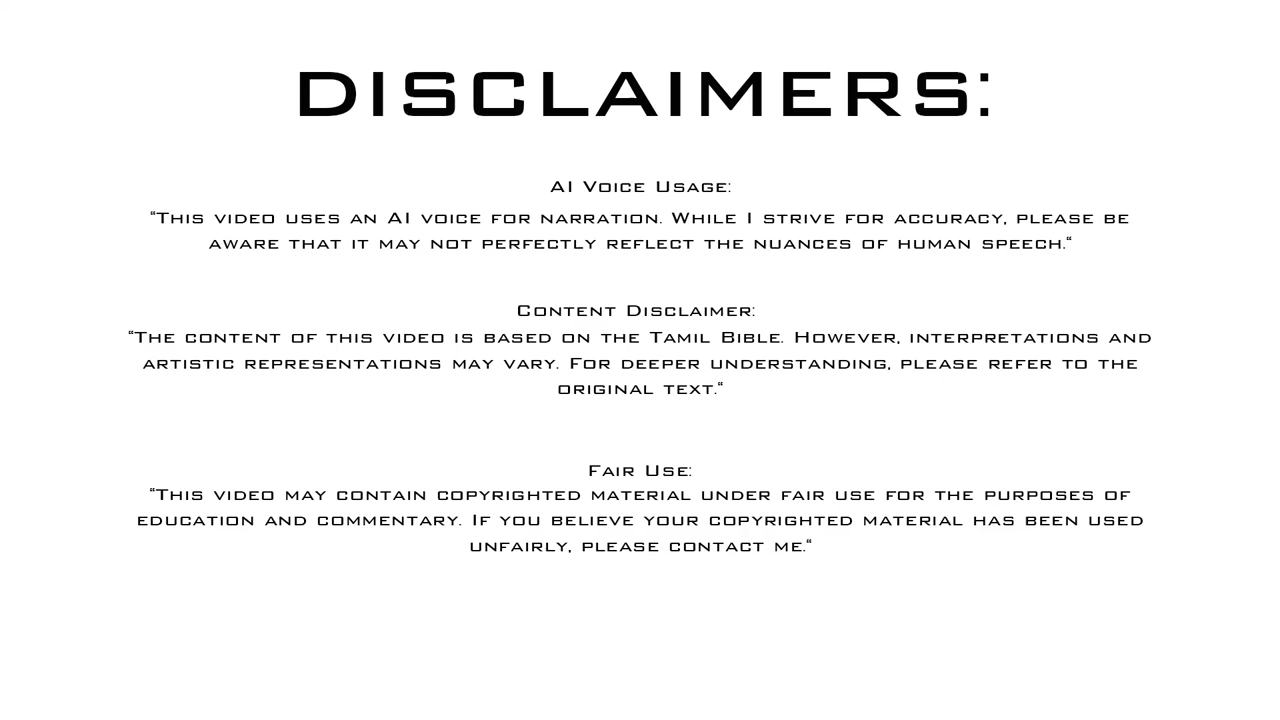 DISCLAIMERS:
AI Voice Usage:
“This video uses an AI voice for narration. While I strive for accuracy, please be
aware that it may not perfectly reflect the nuances of human speech.“
Content Disclaimer:
“The content of this video is based on the Tamil Bible. However, interpretations and
artistic representations may vary. For deeper understanding, please refer to the
original text.“
Fair Use:
“This video may contain copyrighted material under fair use for the purposes of
education and commentary. If you believe your copyrighted material has been used
unfairly, please contact me.“